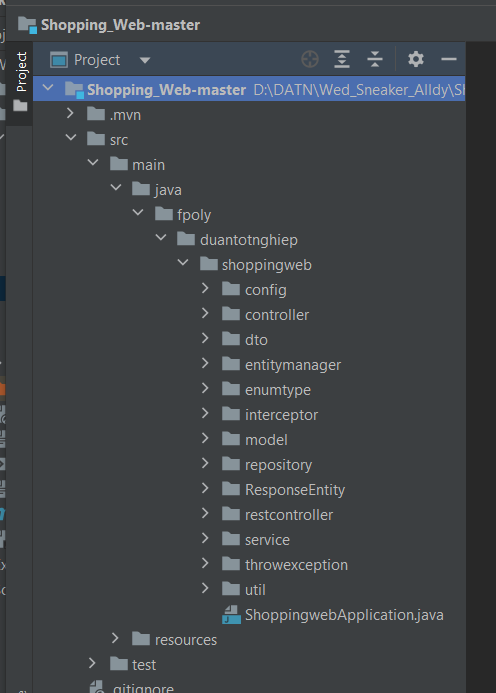 Shopping_Web-master
Project
Project
Shopping_Web-master D:\DATN\Wed_Sneaker_Alldy\Sh
.mvn
src
main
java
fpoly
duantotnghiep
shoppingweb
config
controller
dto
entitymanager
enumtype
interceptor
model
repository
ResponseEntity
restcontroller
service
throwexception
util
ShoppingwebApplication.java
resources
test
.gitignore